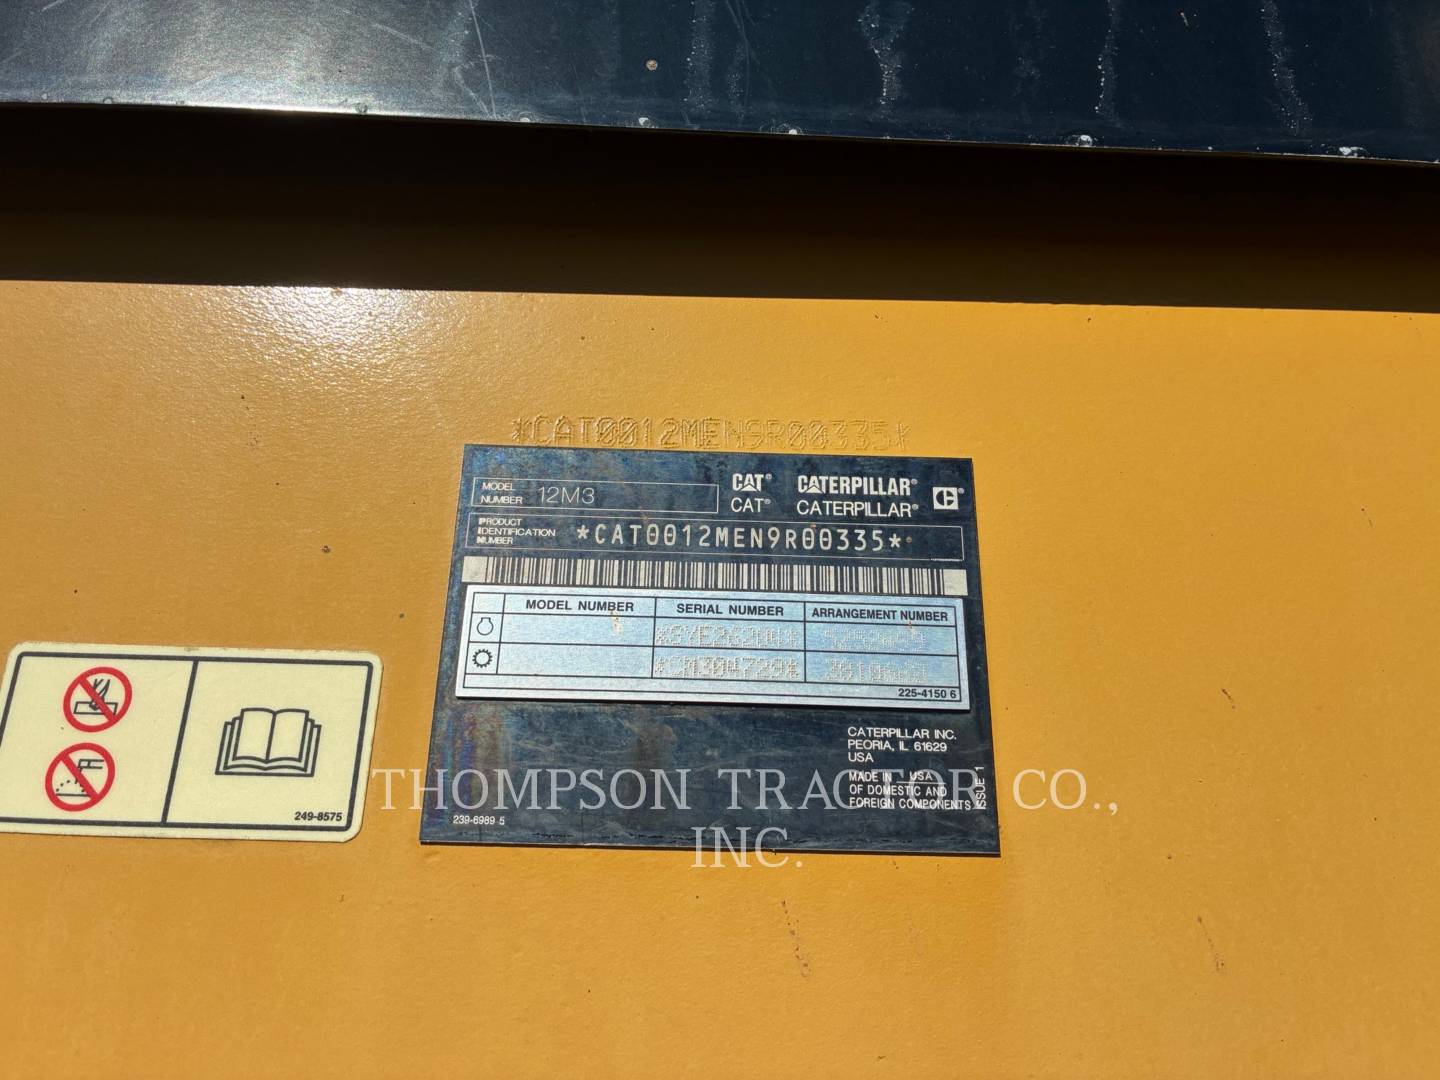 *CAT0012MEN9R00335*
MODEL NUMBER 12M3
CAT® CATERPILLAR®
CAT® CATERPILLAR®
PRODUCT IDENTIFICATION NUMBER *CAT0012MEN9R00335*
MODEL NUMBER SERIAL NUMBER ARRANGEMENT NUMBER
225-4150 6
CATERPILLAR INC.
PEORIA, IL 61629
USA
MADE IN USA
OF DOMESTIC AND
FOREIGN COMPONENTS
ISSUE 1
239-6989 5
249-8575
THOMPSON TRACTOR CO.,
INC.